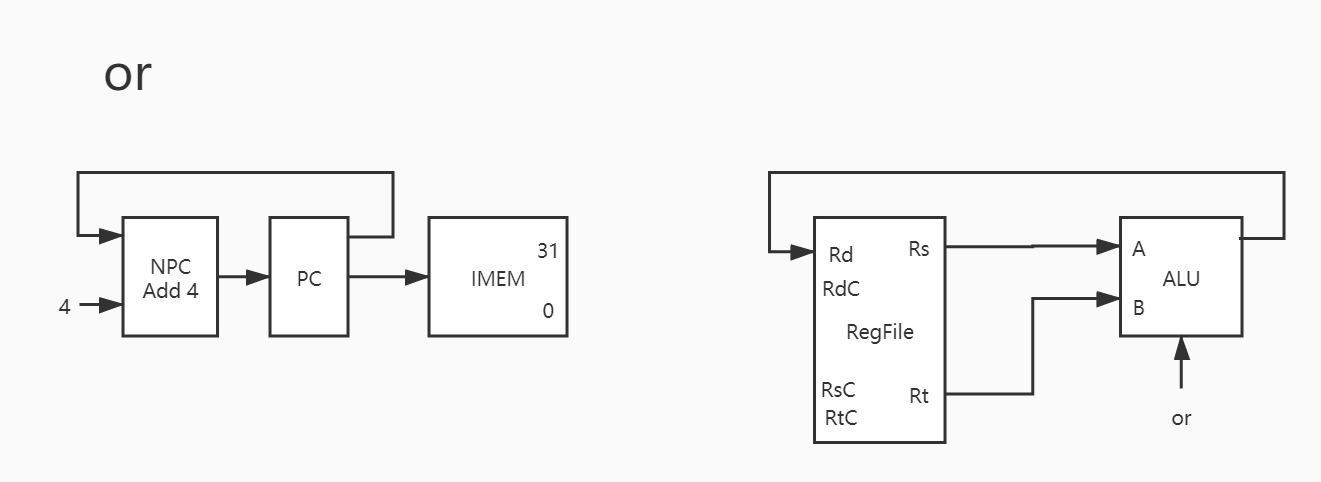 or
NPC
Add 4
4
PC
31
IMEM
0
Rd
RdC
RegFile
RsC
RtC
Rs
Rt
A
ALU
B
or